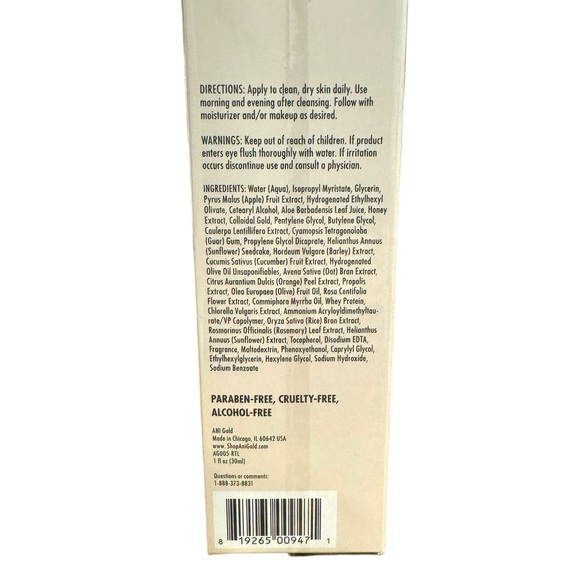 DIRECTIONS: Apply to clean, dry skin daily. Use
morning and evening after cleansing. Follow with
moisturizer and/or makeup as desired.
WARNINGS: Keep out of reach of children. If product
enters eye flush thoroughly with water. If irritation
occurs discontinue use and consult a physician.
INGREDIENTS: Water (Aqua), Isopropyl Myristate, Glycerin,
Pyrus Malus (Apple) Fruit Extract, Hydrogenated Ethylhexyl
Olivate, Cetearyl Alcohol, Aloe Barbadensis Leaf Juice, Honey
Extract, Colloidal Gold, Pentylene Glycol, Butylene Glycol,
Caulerpa Lentillifera Extract, Cyamopsis Tetragonoloba
(Guar) Gum, Propylene Glycol Dicaprate, Helianthus Annuus
(Sunflower) Seedcake, Hordeum Vulgare (Barley) Extract,
Cucumis Sativus (Cucumber) Fruit Extract, Hydrogenated
Olive Oil Unsaponifiables, Avena Sativa (Oat) Bran Extract,
Citrus Aurantium Dulcis (Orange) Peel Extract, Propolis
Extract, Olea Europaea (Olive) Fruit Oil, Rosa Centifolia
Flower Extract, Commiphora Myrrha Oil, Whey Protein,
Chlorella Vulgaris Extract, Ammonium Acryloyldimethyltau-
rate/VP Copolymer, Oryza Sativa (Rice) Bran Extract,
Rosmarinus Officinalis (Rosemary) Leaf Extract, Helianthus
Annuus (Sunflower) Extract, Tocopherol, Disodium EDTA,
Fragrance, Maltodextrin, Phenoxyethanol, Caprylyl Glycol,
Ethylhexylglycerin, Hexylene Glycol, Sodium Hydroxide,
Sodium Benzoate
PARABEN-FREE, CRUELTY-FREE,
ALCOHOL-FREE
ANI Gold
Made in Chicago, IL 60642 USA
www.ShopAniGold.com
AG005-RTL
1 fl oz (30ml)
Questions or comments:
1-888-373-8831
8 19265 00947 1